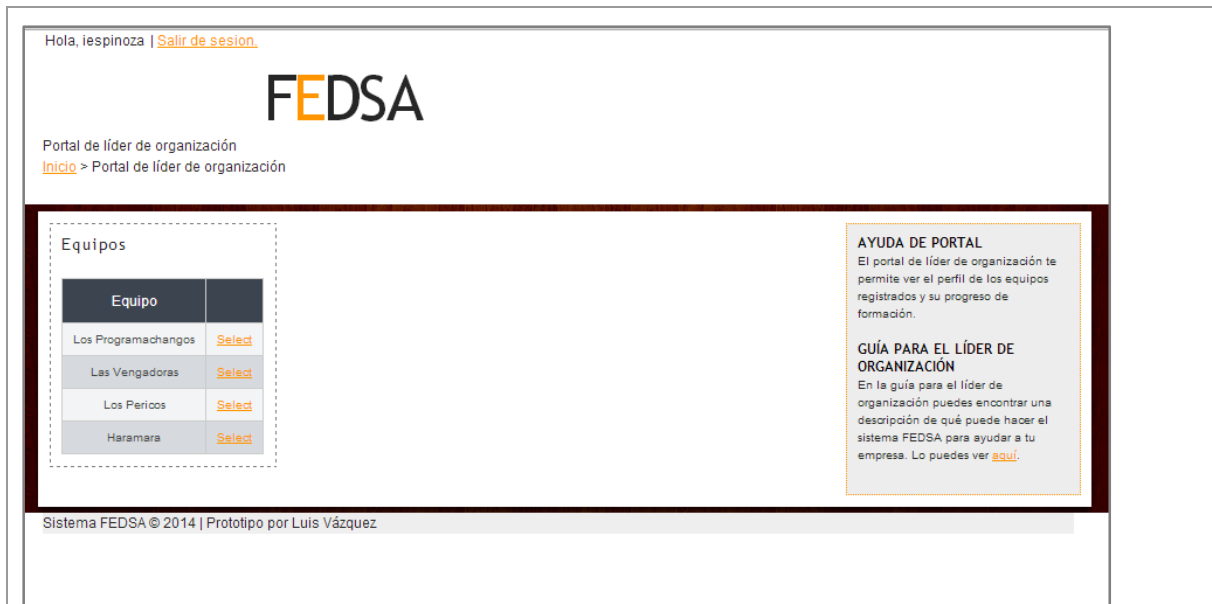 Hola, iespinoza | Salir de sesion.
FEDSA
Portal de líder de organización
Inicio > Portal de líder de organización
Equipos
Equipo
Los Programachangos Select
Las Vengadoras Select
Los Pericos Select
Haramara Select
AYUDA DE PORTAL
El portal de líder de organización te
permite ver el perfil de los equipos
registrados y su progreso de
formación.
GUÍA PARA EL LÍDER DE
ORGANIZACIÓN
En la guía para el líder de
organización puedes encontrar una
descripción de qué puede hacer el
sistema FEDSA para ayudar a tu
empresa. Lo puedes ver aquí.
Sistema FEDSA © 2014 | Prototipo por Luis Vázquez